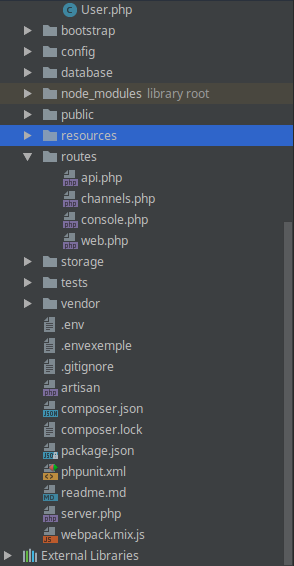 User.php
bootstrap
config
database
node_modules library root
public
resources
routes
api.php
channels.php
console.php
web.php
storage
tests
vendor
.env
.envexemple
.gitignore
artisan
composer.json
composer.lock
package.json
phpunit.xml
readme.md
server.php
webpack.mix.js
External Libraries